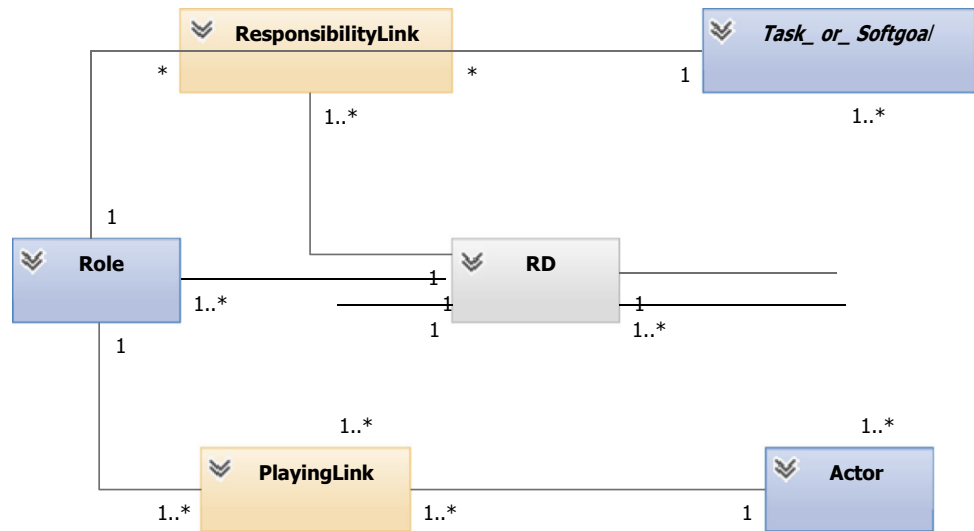 ResponsibilityLink
Task_ or_ Softgoal
* * 1
1..* 1..*
1
Role RD
1
1..* 1 1
1 1 1..*
1..* 1..*
PlayingLink Actor
1..* 1..* 1